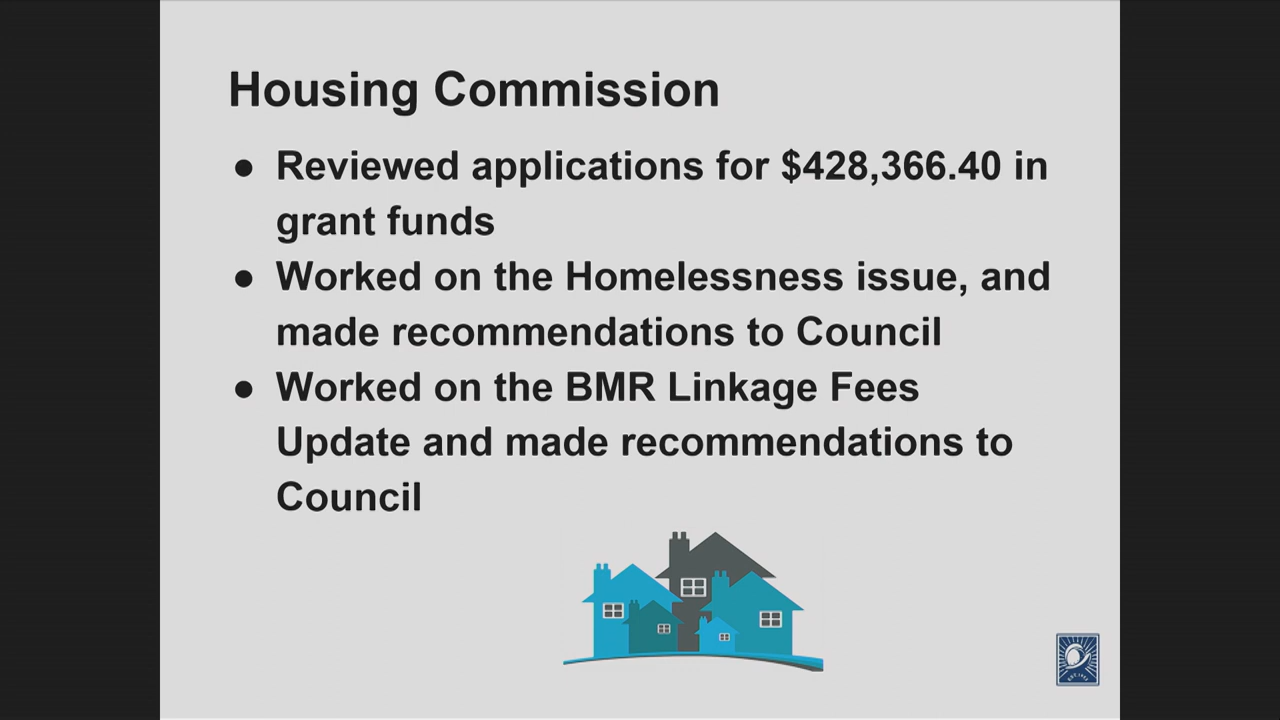 Housing Commission
● Reviewed applications for $428,366.40 in
grant funds
● Worked on the Homelessness issue, and
made recommendations to Council
● Worked on the BMR Linkage Fees
Update and made recommendations to
Council